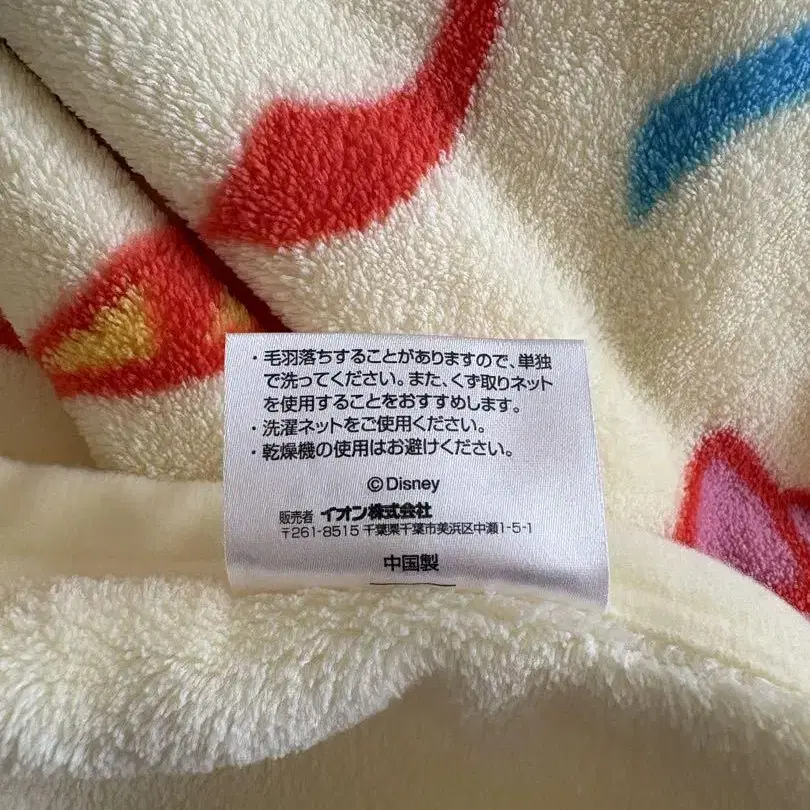 ・毛羽落ちすることがありますので、単独
で洗ってください。また、くず取りネット
を使用することをおすすめします。
・洗濯ネットをご使用ください。
・乾燥機の使用はお避けください。
©Disney
販売者 イオン株式会社
〒261-8515 千葉県千葉市美浜区中瀬1-5-1
中国製